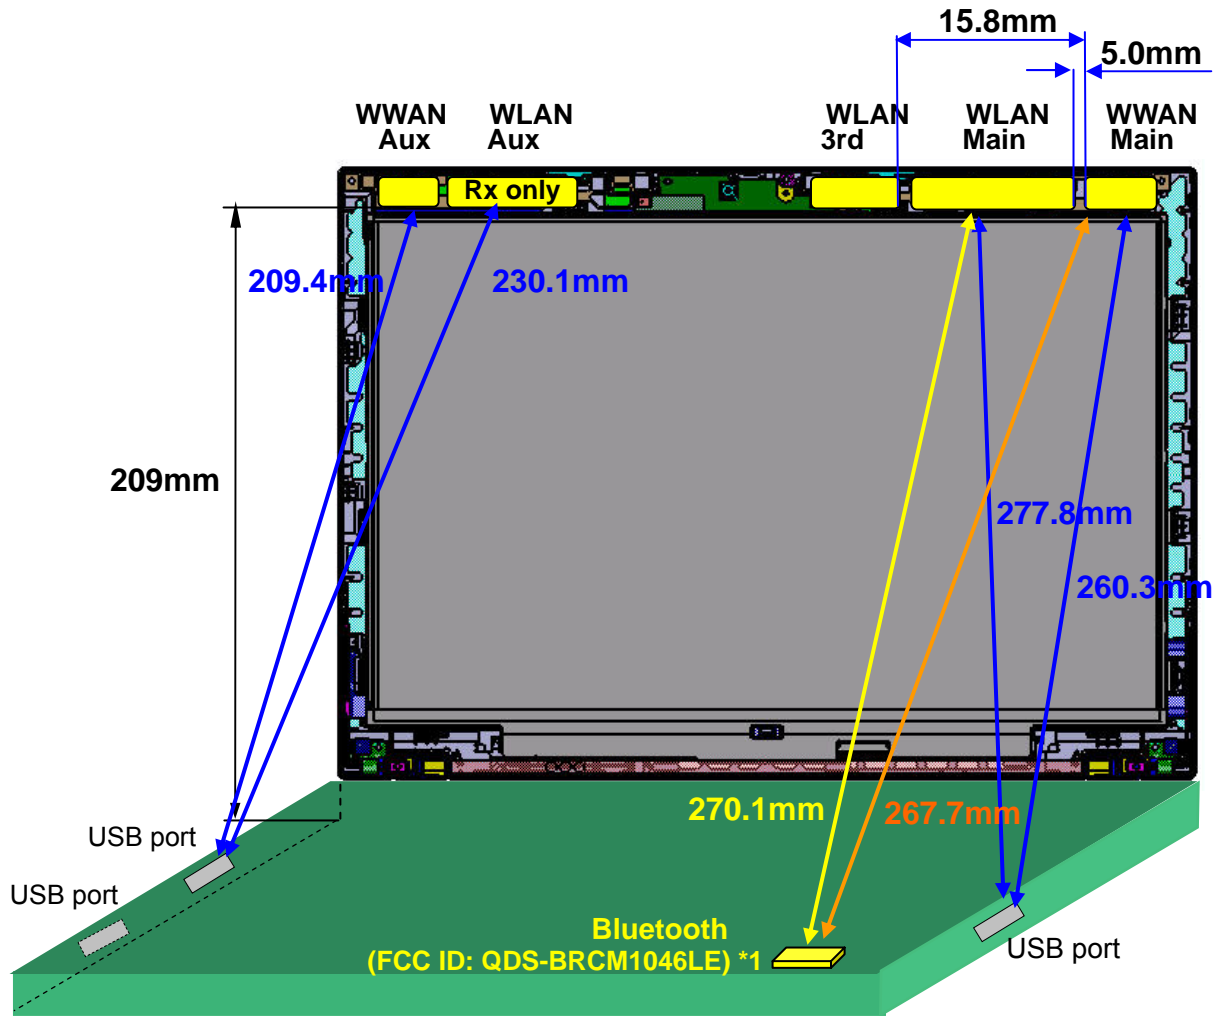 15.8mm
5.0mm
WWAN Aux
WLAN Aux
WLAN 3rd
WLAN Main
WWAN Main
Rx only
209.4mm
230.1mm
209mm
277.8mm
260.3mm
270.1mm
267.7mm
USB port
USB port
Bluetooth
(FCC ID: QDS-BRCM1046LE) *1
USB port